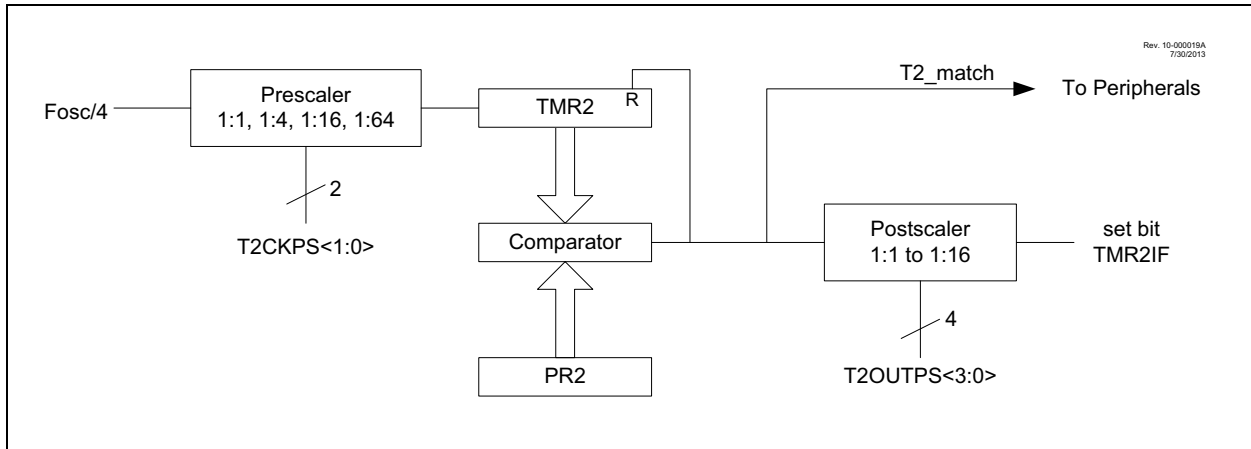 Rev. 10-000019A
7/30/2013
Fosc/4
Prescaler
1:1, 1:4, 1:16, 1:64
2
T2CKPS<1:0>
TMR2
R
Comparator
PR2
T2_match
To Peripherals
Postscaler
1:1 to 1:16
set bit
TMR2IF
4
T2OUTPS<3:0>